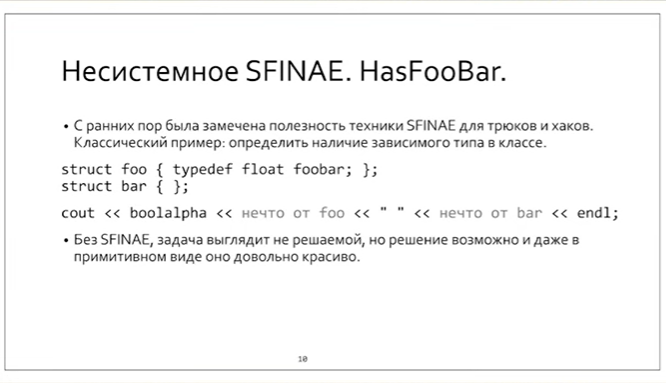 Несистемное SFINAE. HasFooBar.
• С ранних пор была замечена полезность техники SFINAE для трюков и хаков.
Классический пример: определить наличие зависимого типа в классе.
struct foo { typedef float foobar; };
struct bar { };
cout << boolalpha << нечто от foo << " " << нечто от bar << endl;
• Без SFINAE, задача выглядит не решаемой, но решение возможно и даже в
примитивном виде оно довольно красиво.
10